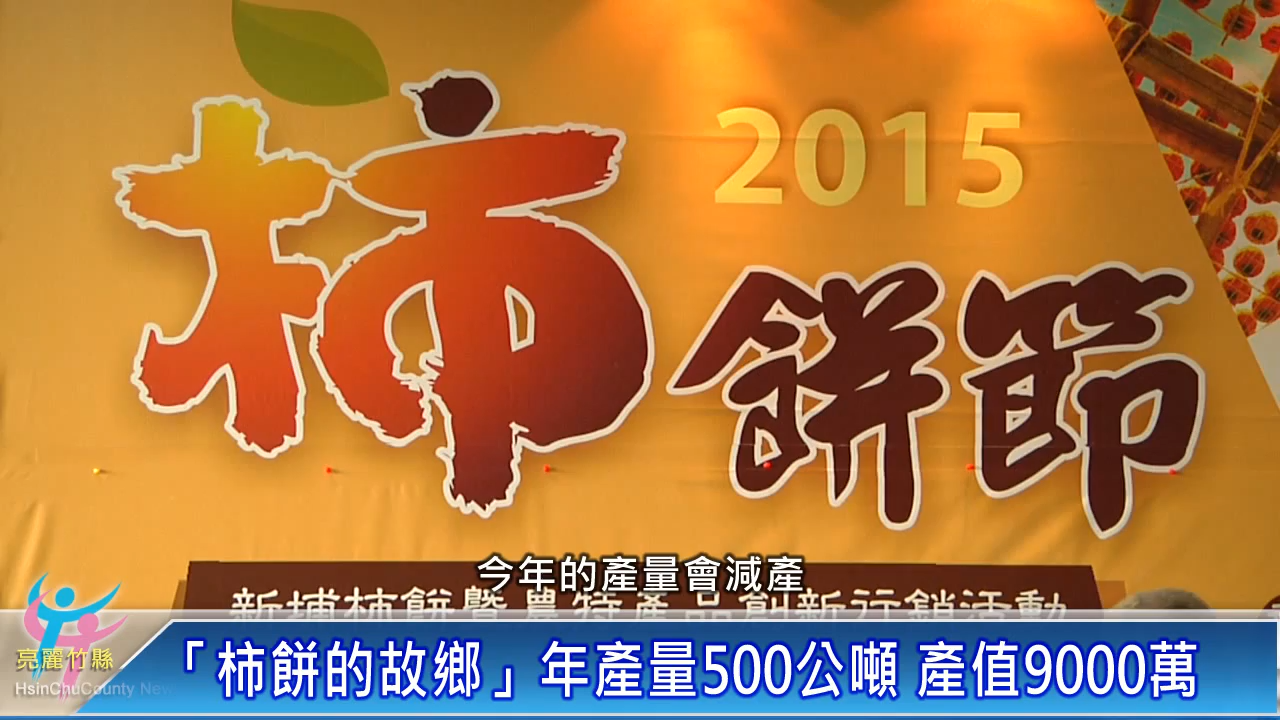 2015
柿餅節
今年的產量會減產
新埔柿餅暨農特產品創新行銷活動
「柿餅的故鄉」年產量500公噸 產值9000萬
亮麗竹縣
HsinChuCounty New